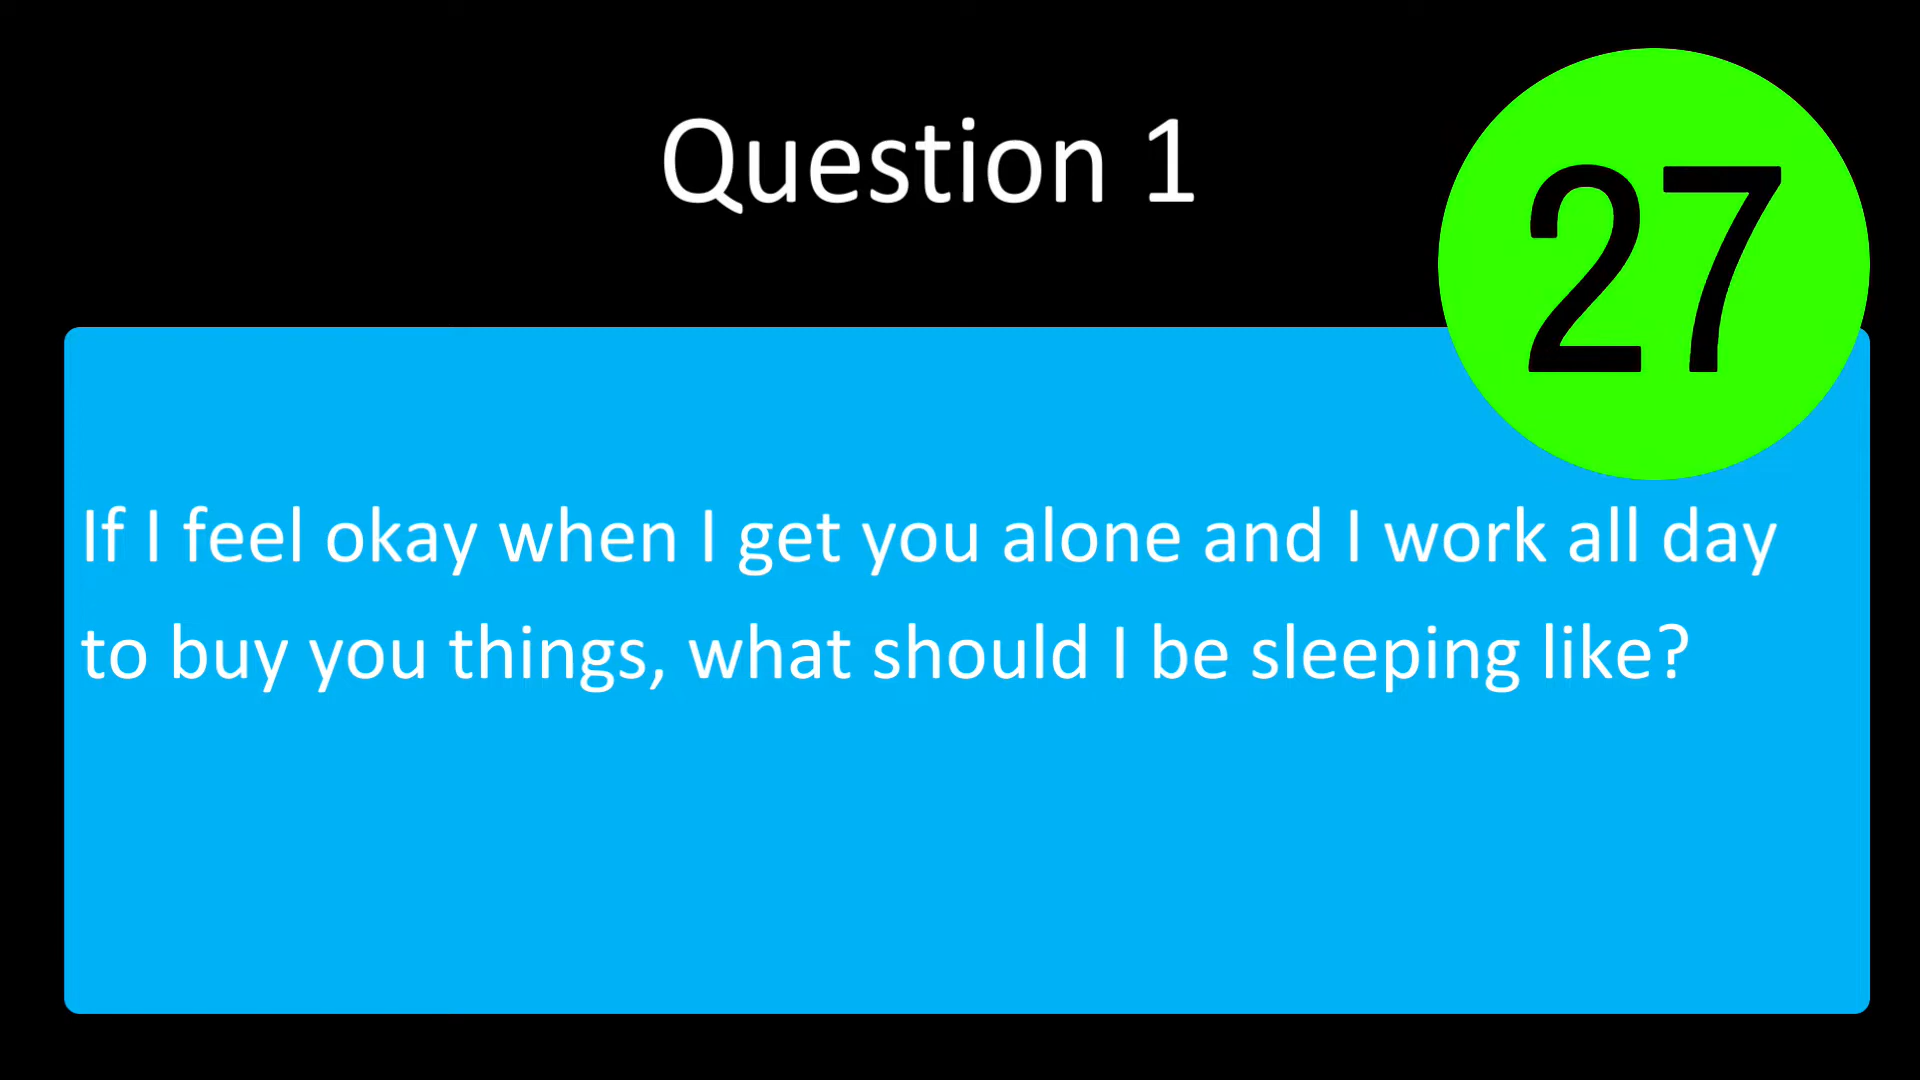 Question 1
27
If I feel okay when I get you alone and I work all day
to buy you things, what should I be sleeping like?